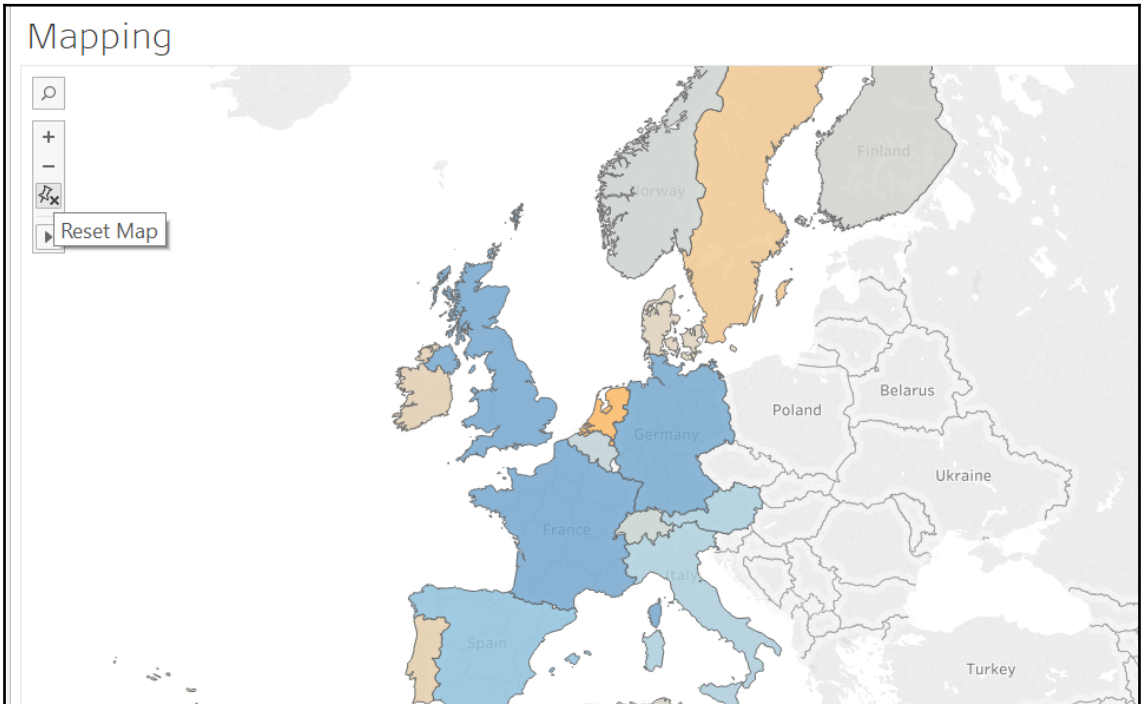 Mapping
Finland
Norway
Reset Map
Belarus
Poland
Germany
Ukraine
France
Italy
Spain
Turkey